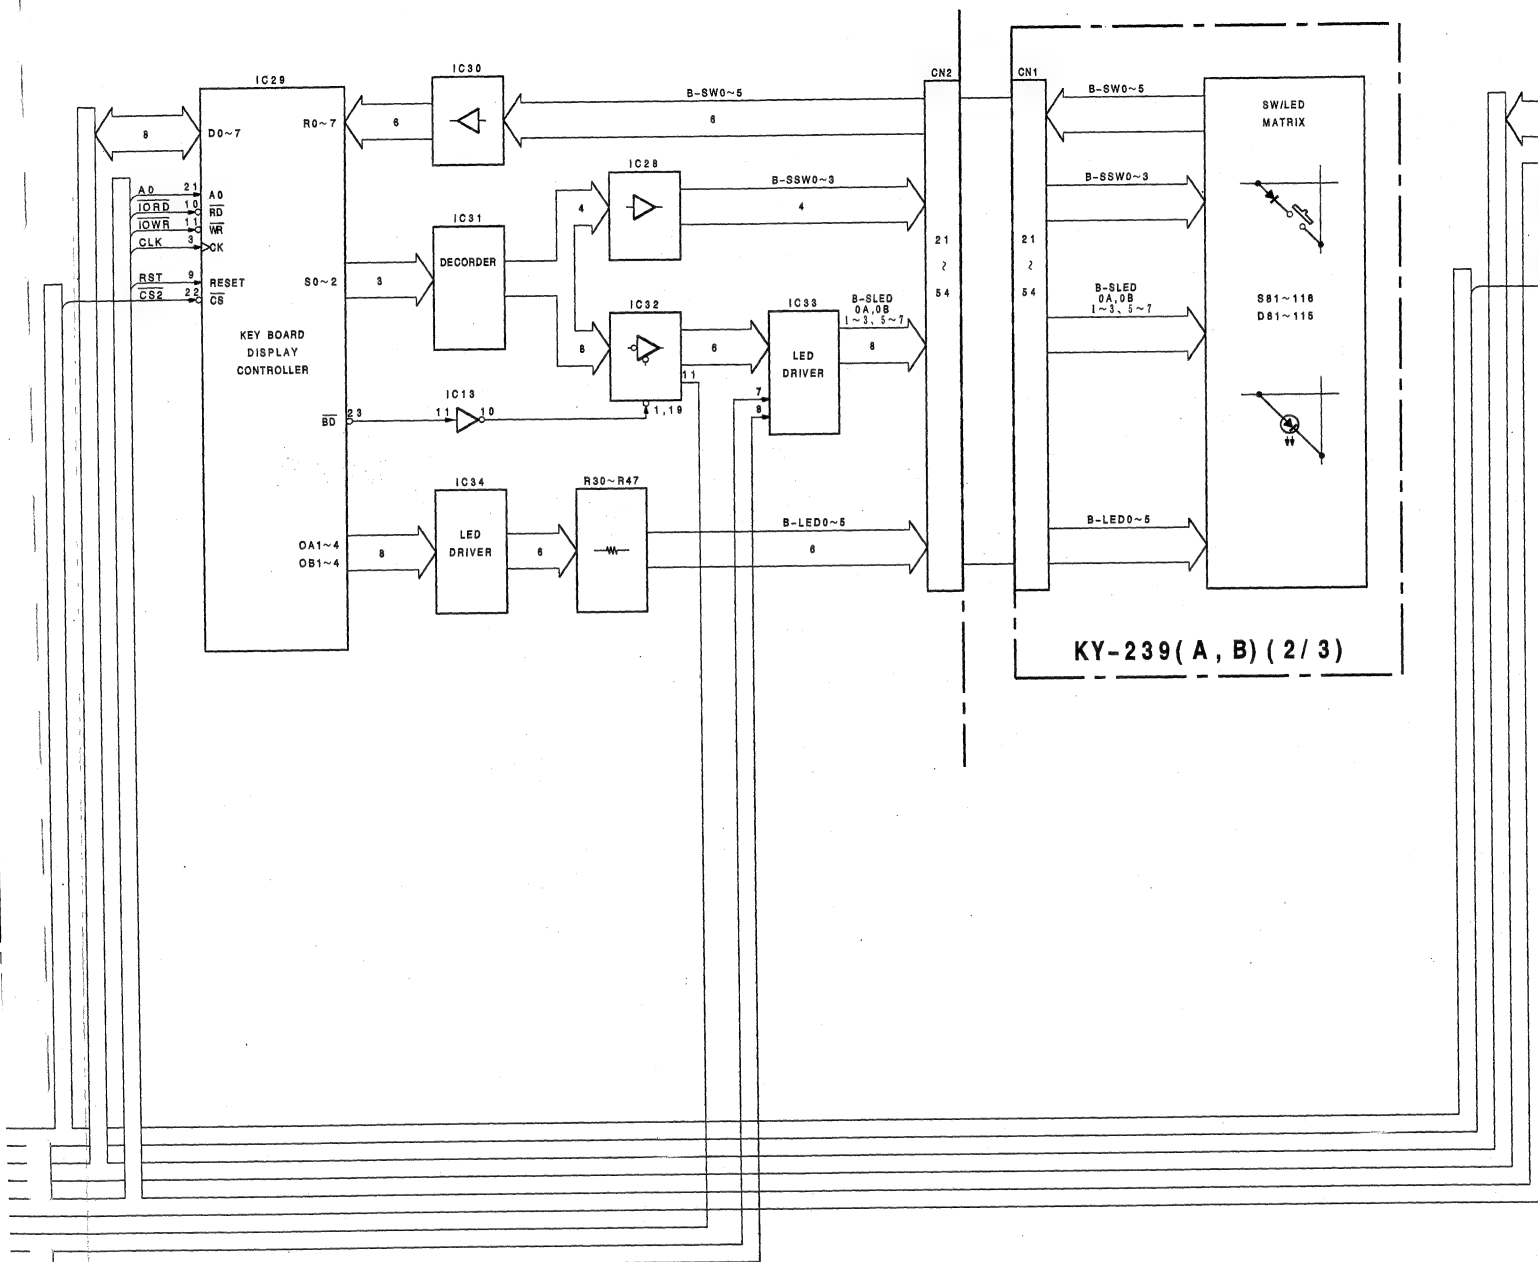 IC29
D0~7
R0~7
8
A0
21
A0
IORD
10
RD
IOWR
11
WR
CLK
3
CK
RST
9
RESET
CS2
22
CS
S0~2
KEY BOARD
DISPLAY
CONTROLLER
BD
23
OA1~4
OB1~4
IC30
6
B-SW0~5
6
IC31
DECORDER
3
4
IC28
B-SSW0~3
4
IC32
6
11
1,19
IC33
LED
DRIVER
7
B-SLED
0A,0B
1~3、5~7
8
IC13
11
10
IC34
LED
DRIVER
8
6
R30~R47
B-LED0~5
6
CN2
21
~
54
CN1
21
~
54
B-SW0~5
B-SSW0~3
B-SLED
0A,0B
1~3、5~7
B-LED0~5
SW/LED
MATRIX
S81~116
D81~115
KY-239(A,B)(2/3)